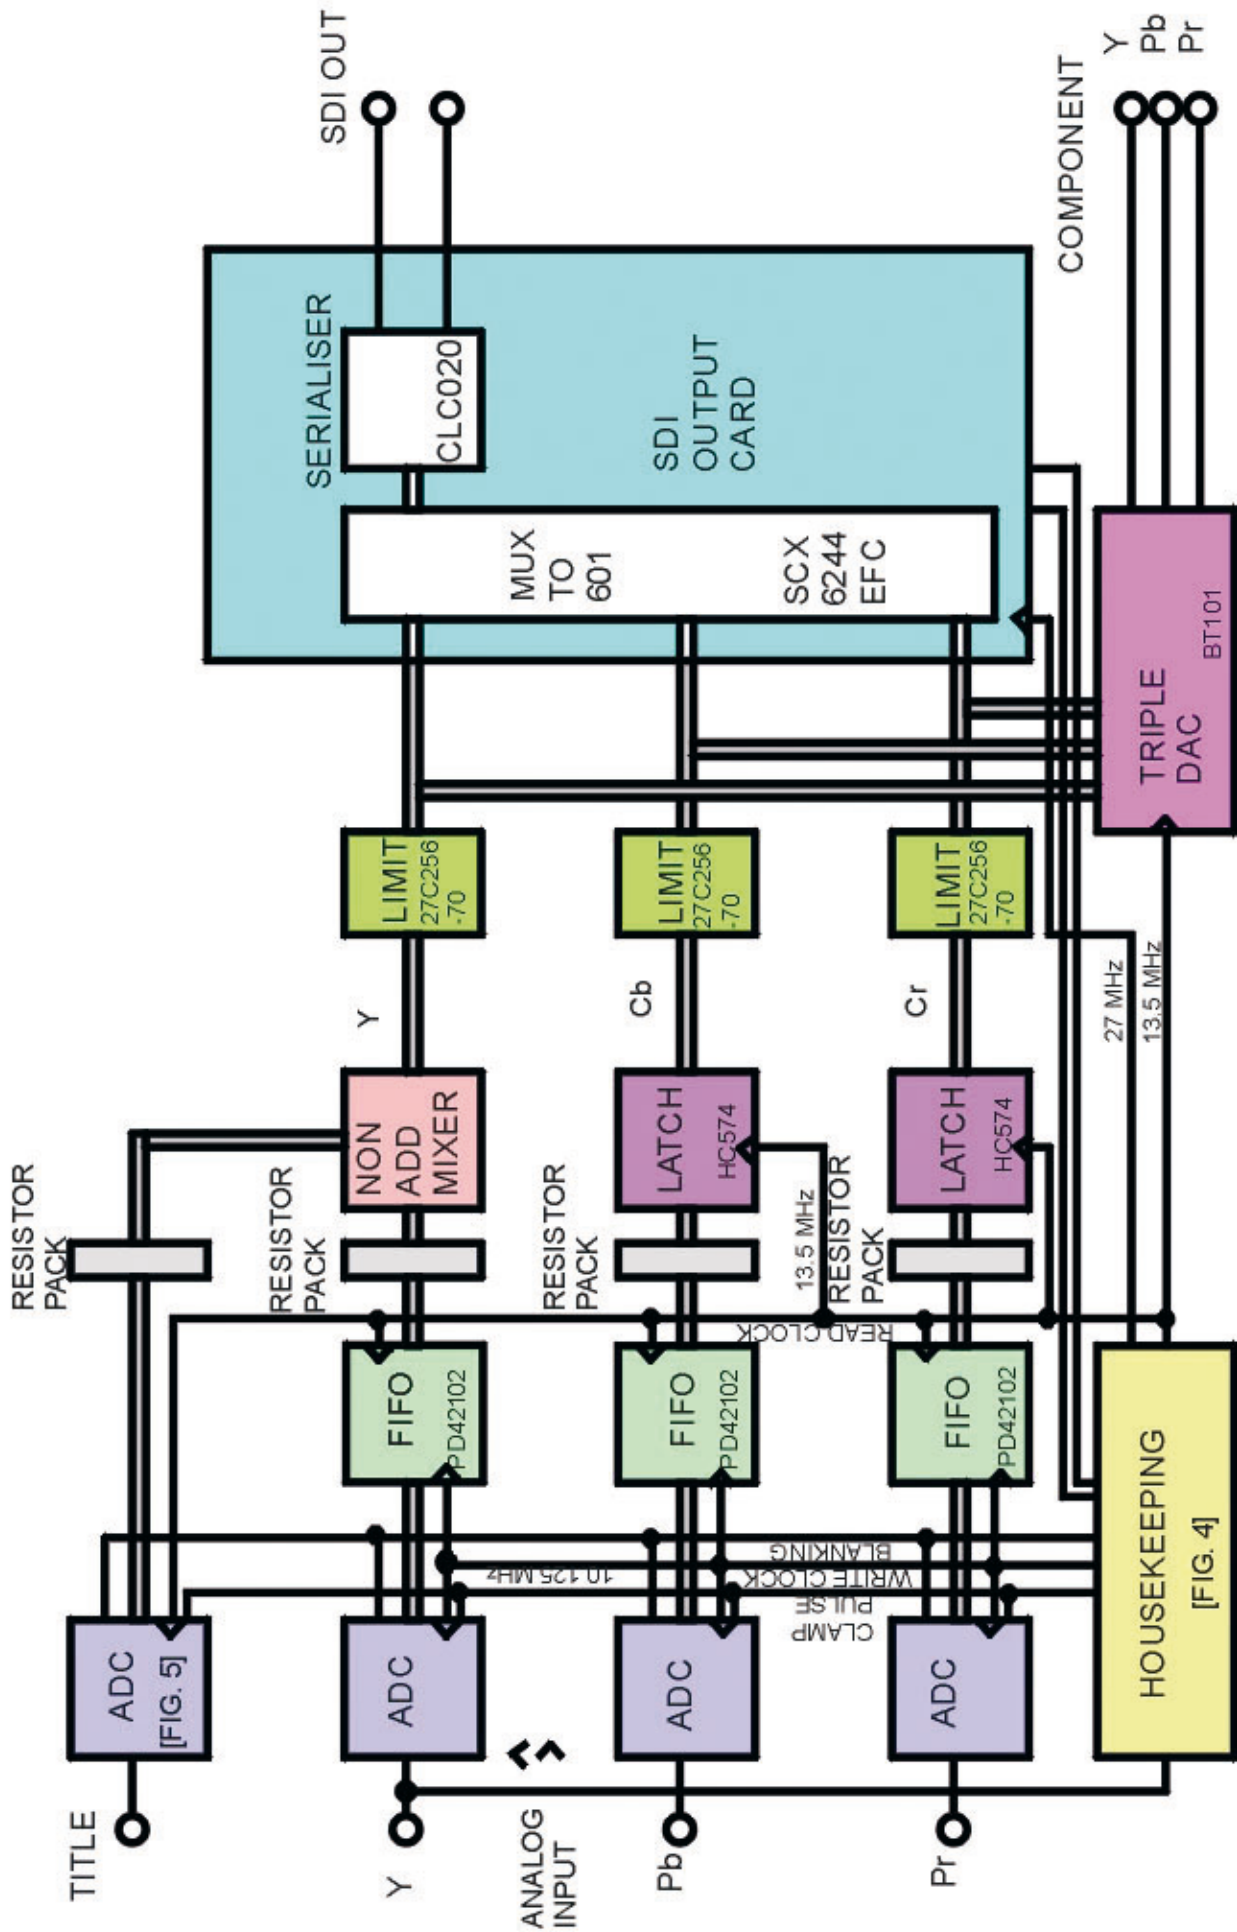 TITLE
ADC
[FIG. 5]
RESISTOR
PACK
Y
ADC
FIFO
PD42102
RESISTOR
PACK
NON
ADD
MIXER
Y
LIMIT
27C256
-70
SERIALISER
CLC020
SDI OUT
10.125 MHz
ANALOG
INPUT
MUX
TO
601
SCX
6244
EFC
SDI
OUTPUT
CARD
Pb
ADC
FIFO
PD42102
RESISTOR
PACK
LATCH
HC574
Cb
LIMIT
27C256
-70
BLANKING
WRITE CLOCK
CLAMP
PULSE
READ CLOCK
13.5 MHz
Pr
ADC
FIFO
PD42102
RESISTOR
PACK
LATCH
HC574
Cr
LIMIT
27C256
-70
27 MHz
13.5 MHz
HOUSEKEEPING
[FIG. 4]
TRIPLE
DAC
BT101
COMPONENT
Y
Pb
Pr